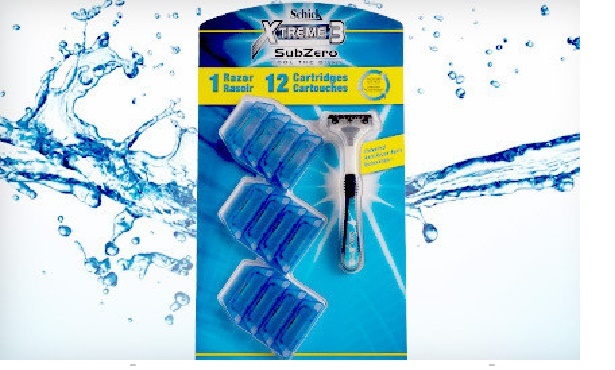 Schick
XTREME 3
SubZero
1 Razor 12 Cartridges
Rasoir Cartouches